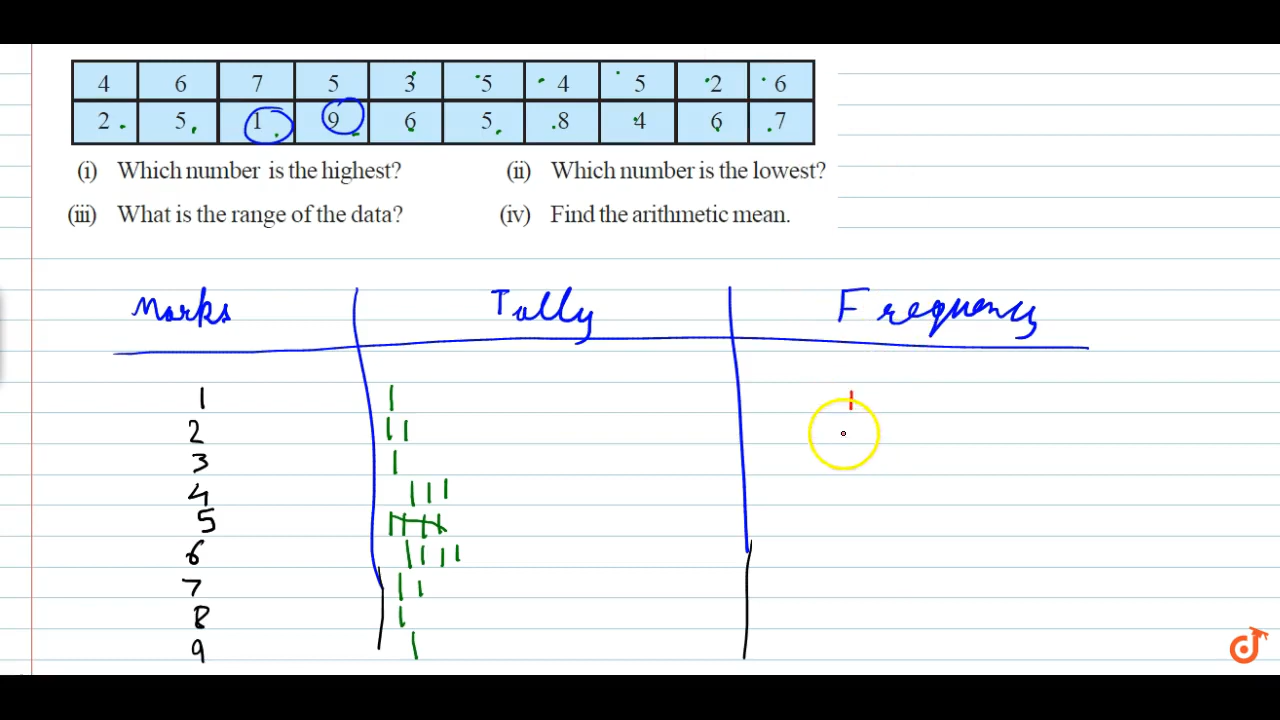 4 6 7 5 3 5 4 5 2 6
2 5 1 9 6 5 8 4 6 7
(i) Which number is the highest? (ii) Which number is the lowest?
(iii) What is the range of the data? (iv) Find the arithmetic mean.
Marks Tally Frequency
1 | 1
2 ||
3 |
4 |||
5 ||||
6 ||||
7 ||
8 |
9 |